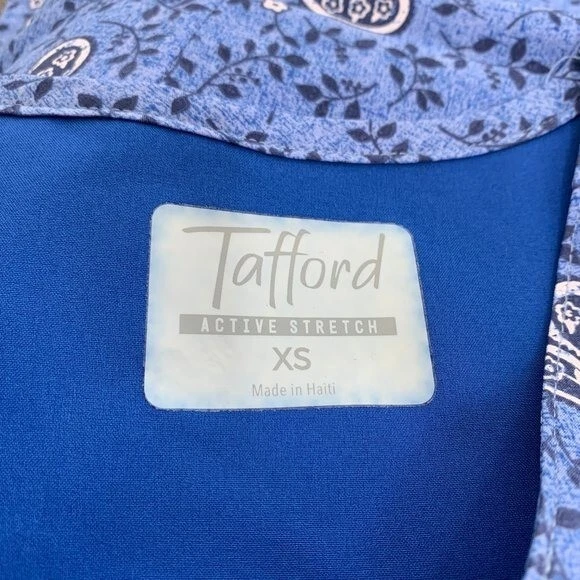 Tafford
ACTIVE STRETCH
XS
Made in Haiti